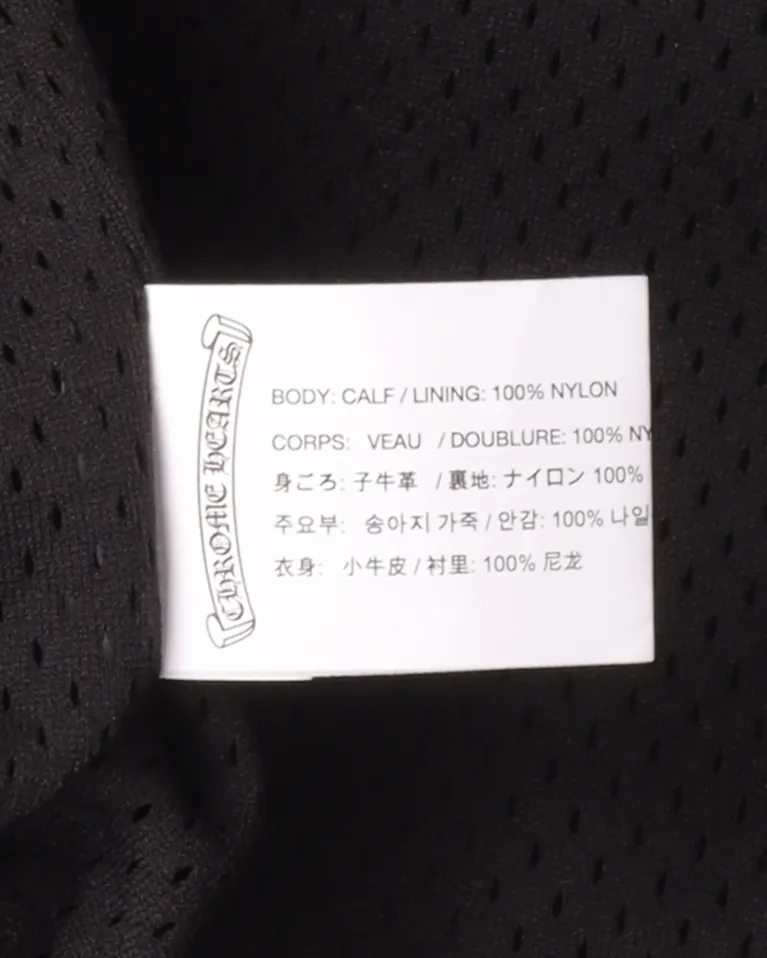 CHROME HEARTS
BODY: CALF / LINING: 100% NYLON
CORPS: VEAU / DOUBLURE: 100% NY
身ごろ: 子牛革 / 裏地: ナイロン 100%
주요부: 송아지 가죽 / 안감: 100% 나일
衣身: 小牛皮 / 衬里: 100% 尼龙